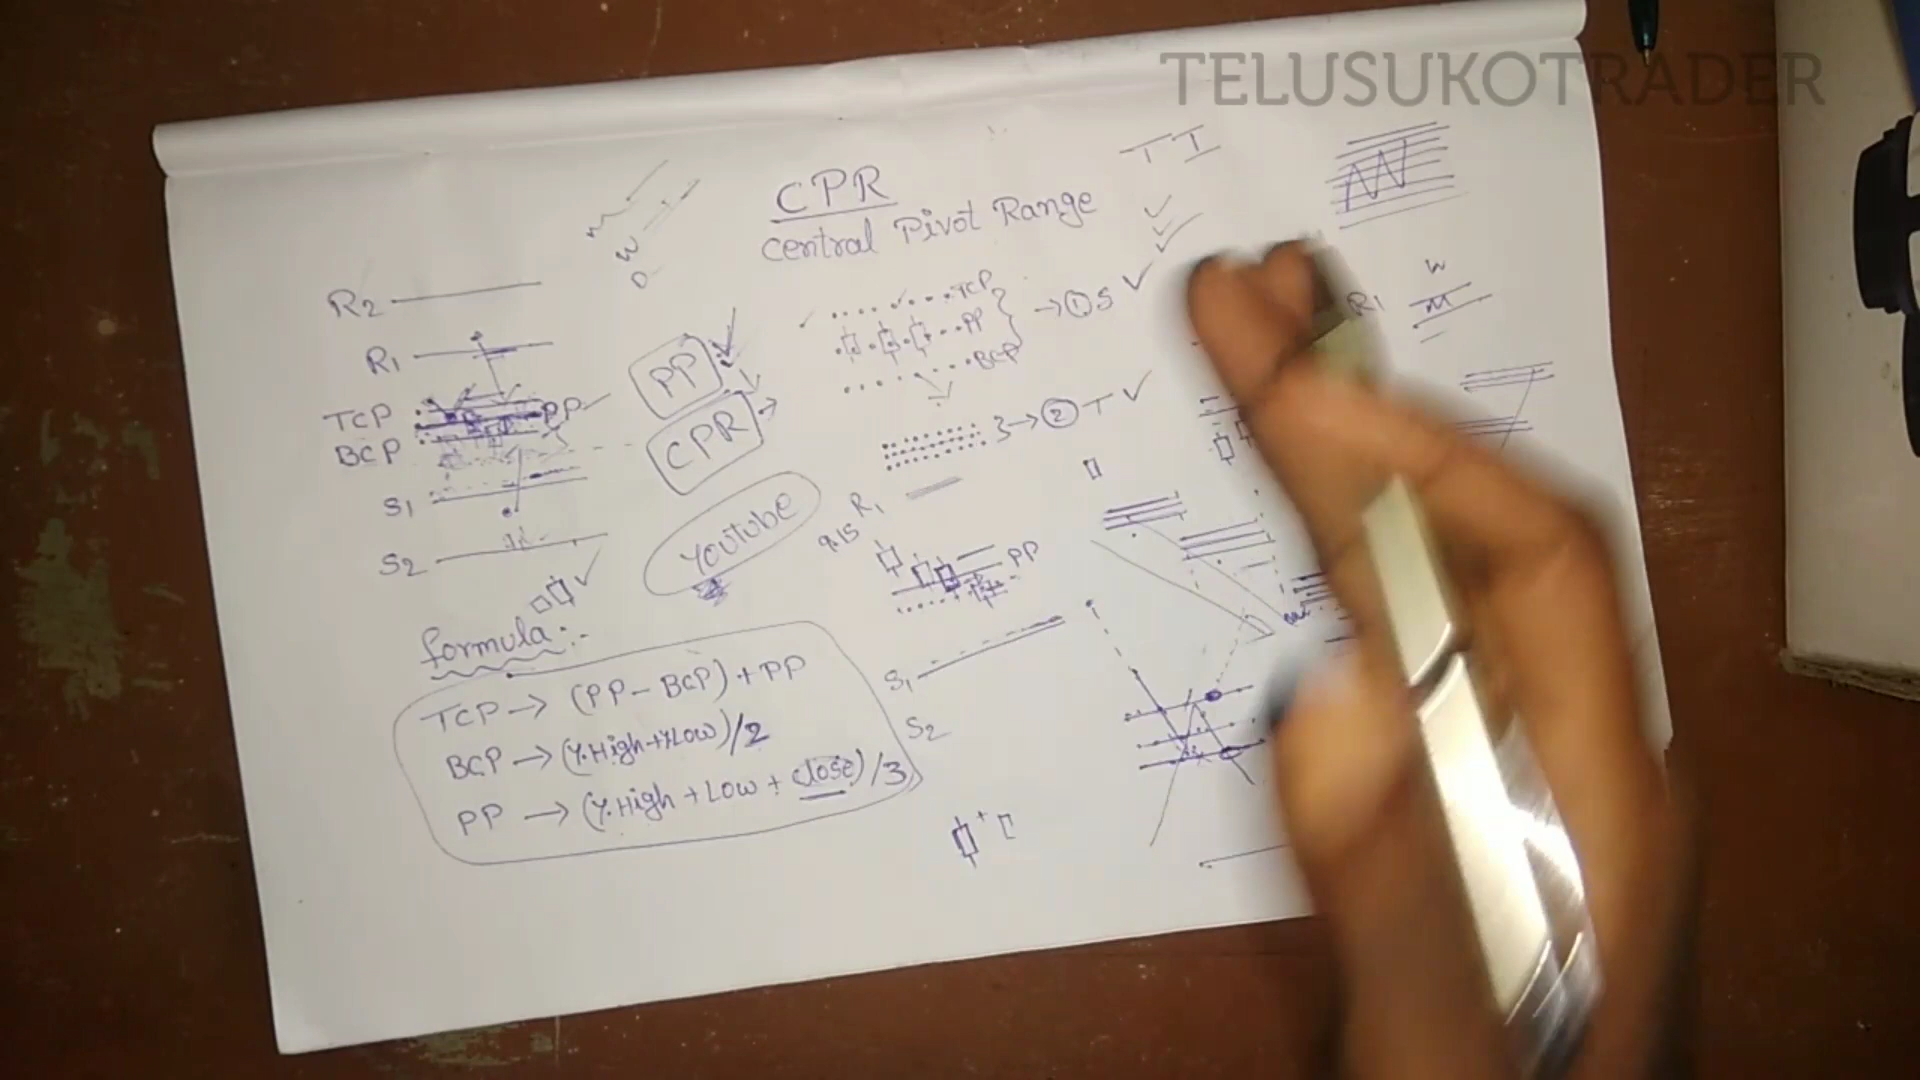 TELUSUKOTRADER
CPR
Central Pivot Range
TI
W
D
R2
R1
TCP
BCP
PP
S1
S2
PP
CPR
YouTube
TCP
PP
BCP
→ ① S
→ ② T
R1
9.15
PP
S1
S2
W
R1
formula:-
TCP → (PP - BCP) + PP
BCP → (Y.High+YLow)/2
PP → (Y.High + Low + close)/3